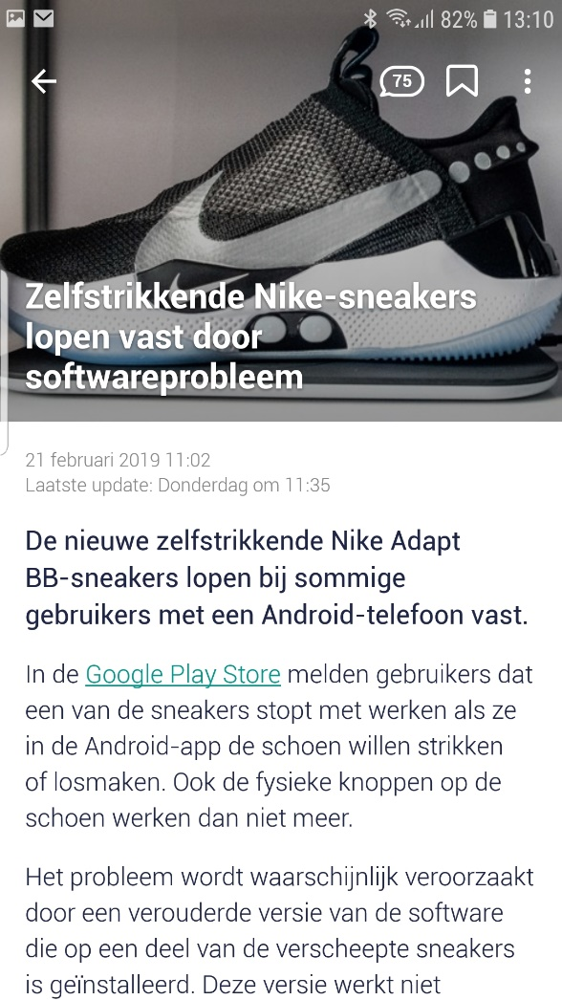 82% 13:10
75
Zelfstrikkende Nike-sneakers
lopen vast door
softwareprobleem
21 februari 2019 11:02
Laatste update: Donderdag om 11:35
De nieuwe zelfstrikkende Nike Adapt
BB-sneakers lopen bij sommige
gebruikers met een Android-telefoon vast.
In de Google Play Store melden gebruikers dat
een van de sneakers stopt met werken als ze
in de Android-app de schoen willen strikken
of losmaken. Ook de fysieke knoppen op de
schoen werken dan niet meer.
Het probleem wordt waarschijnlijk veroorzaakt
door een verouderde versie van de software
die op een deel van de verscheepte sneakers
is geïnstalleerd. Deze versie werkt niet